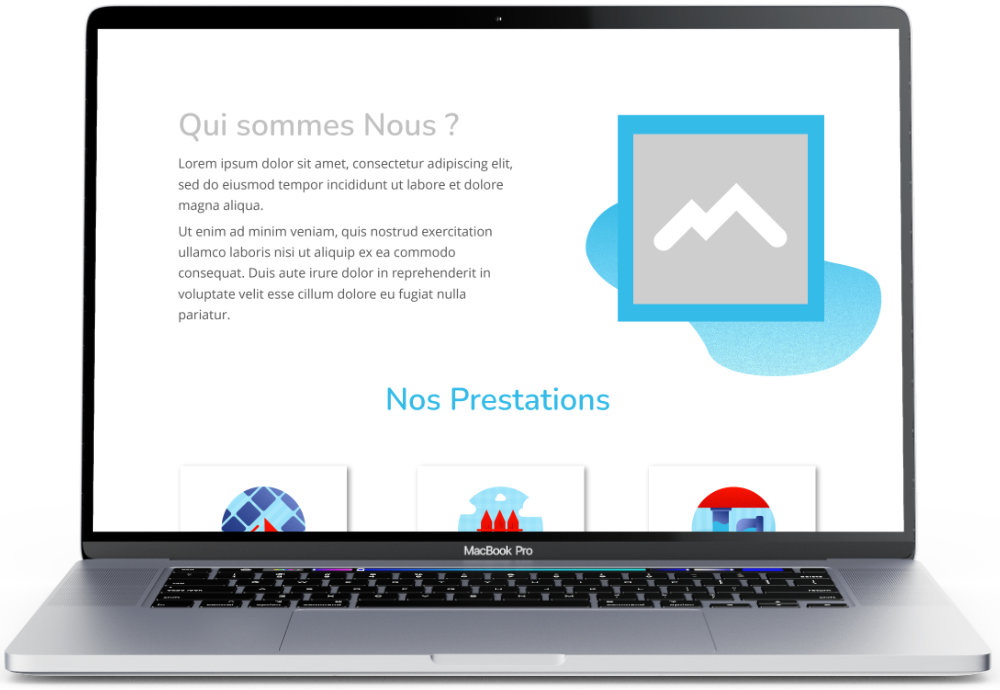 Qui sommes Nous ?
Lorem ipsum dolor sit amet, consectetur adipiscing elit,
sed do eiusmod tempor incididunt ut labore et dolore
magna aliqua.
Ut enim ad minim veniam, quis nostrud exercitation
ullamco laboris nisi ut aliquip ex ea commodo
consequat. Duis aute irure dolor in reprehenderit in
voluptate velit esse cillum dolore eu fugiat nulla
pariatur.
Nos Prestations
MacBook Pro